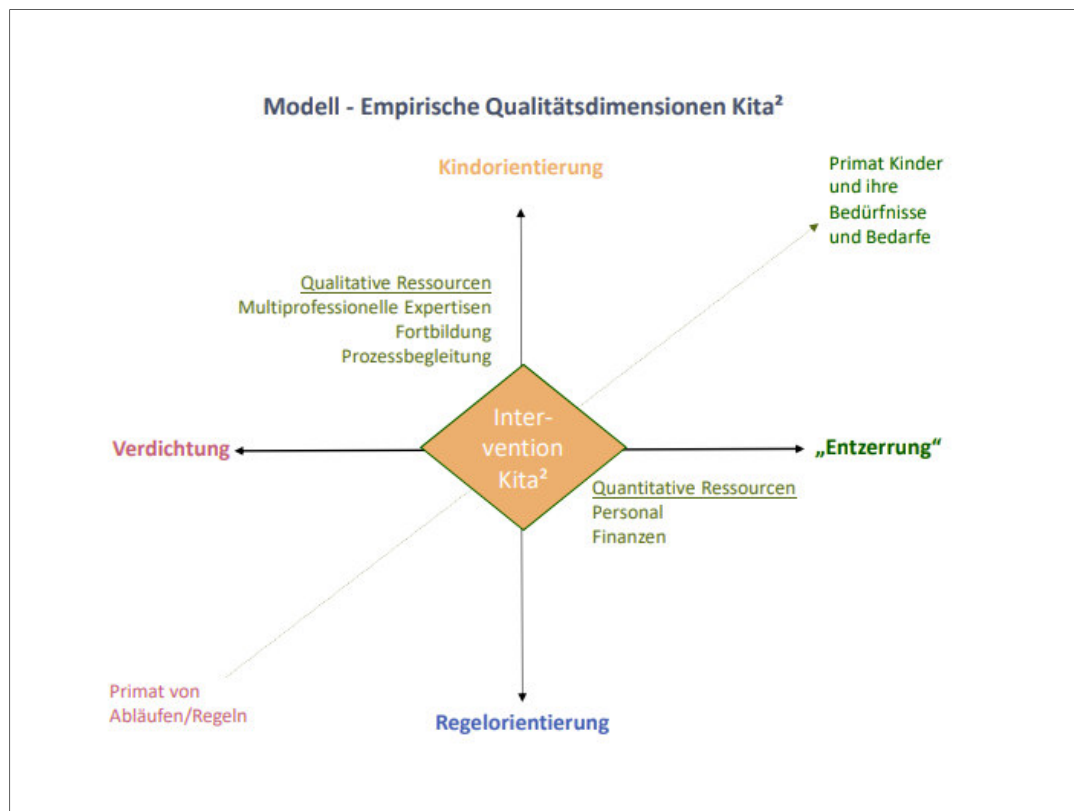 Modell - Empirische Qualitätsdimensionen Kita²
Kindorientierung
Primat Kinder
und ihre
Bedürfnisse
und Bedarfe
Qualitative Ressourcen
Multiprofessionelle Expertisen
Fortbildung
Prozessbegleitung
Verdichtung
Inter-
vention
Kita²
„Entzerrung“
Quantitative Ressourcen
Personal
Finanzen
Primat von
Abläufen/Regeln
Regelorientierung